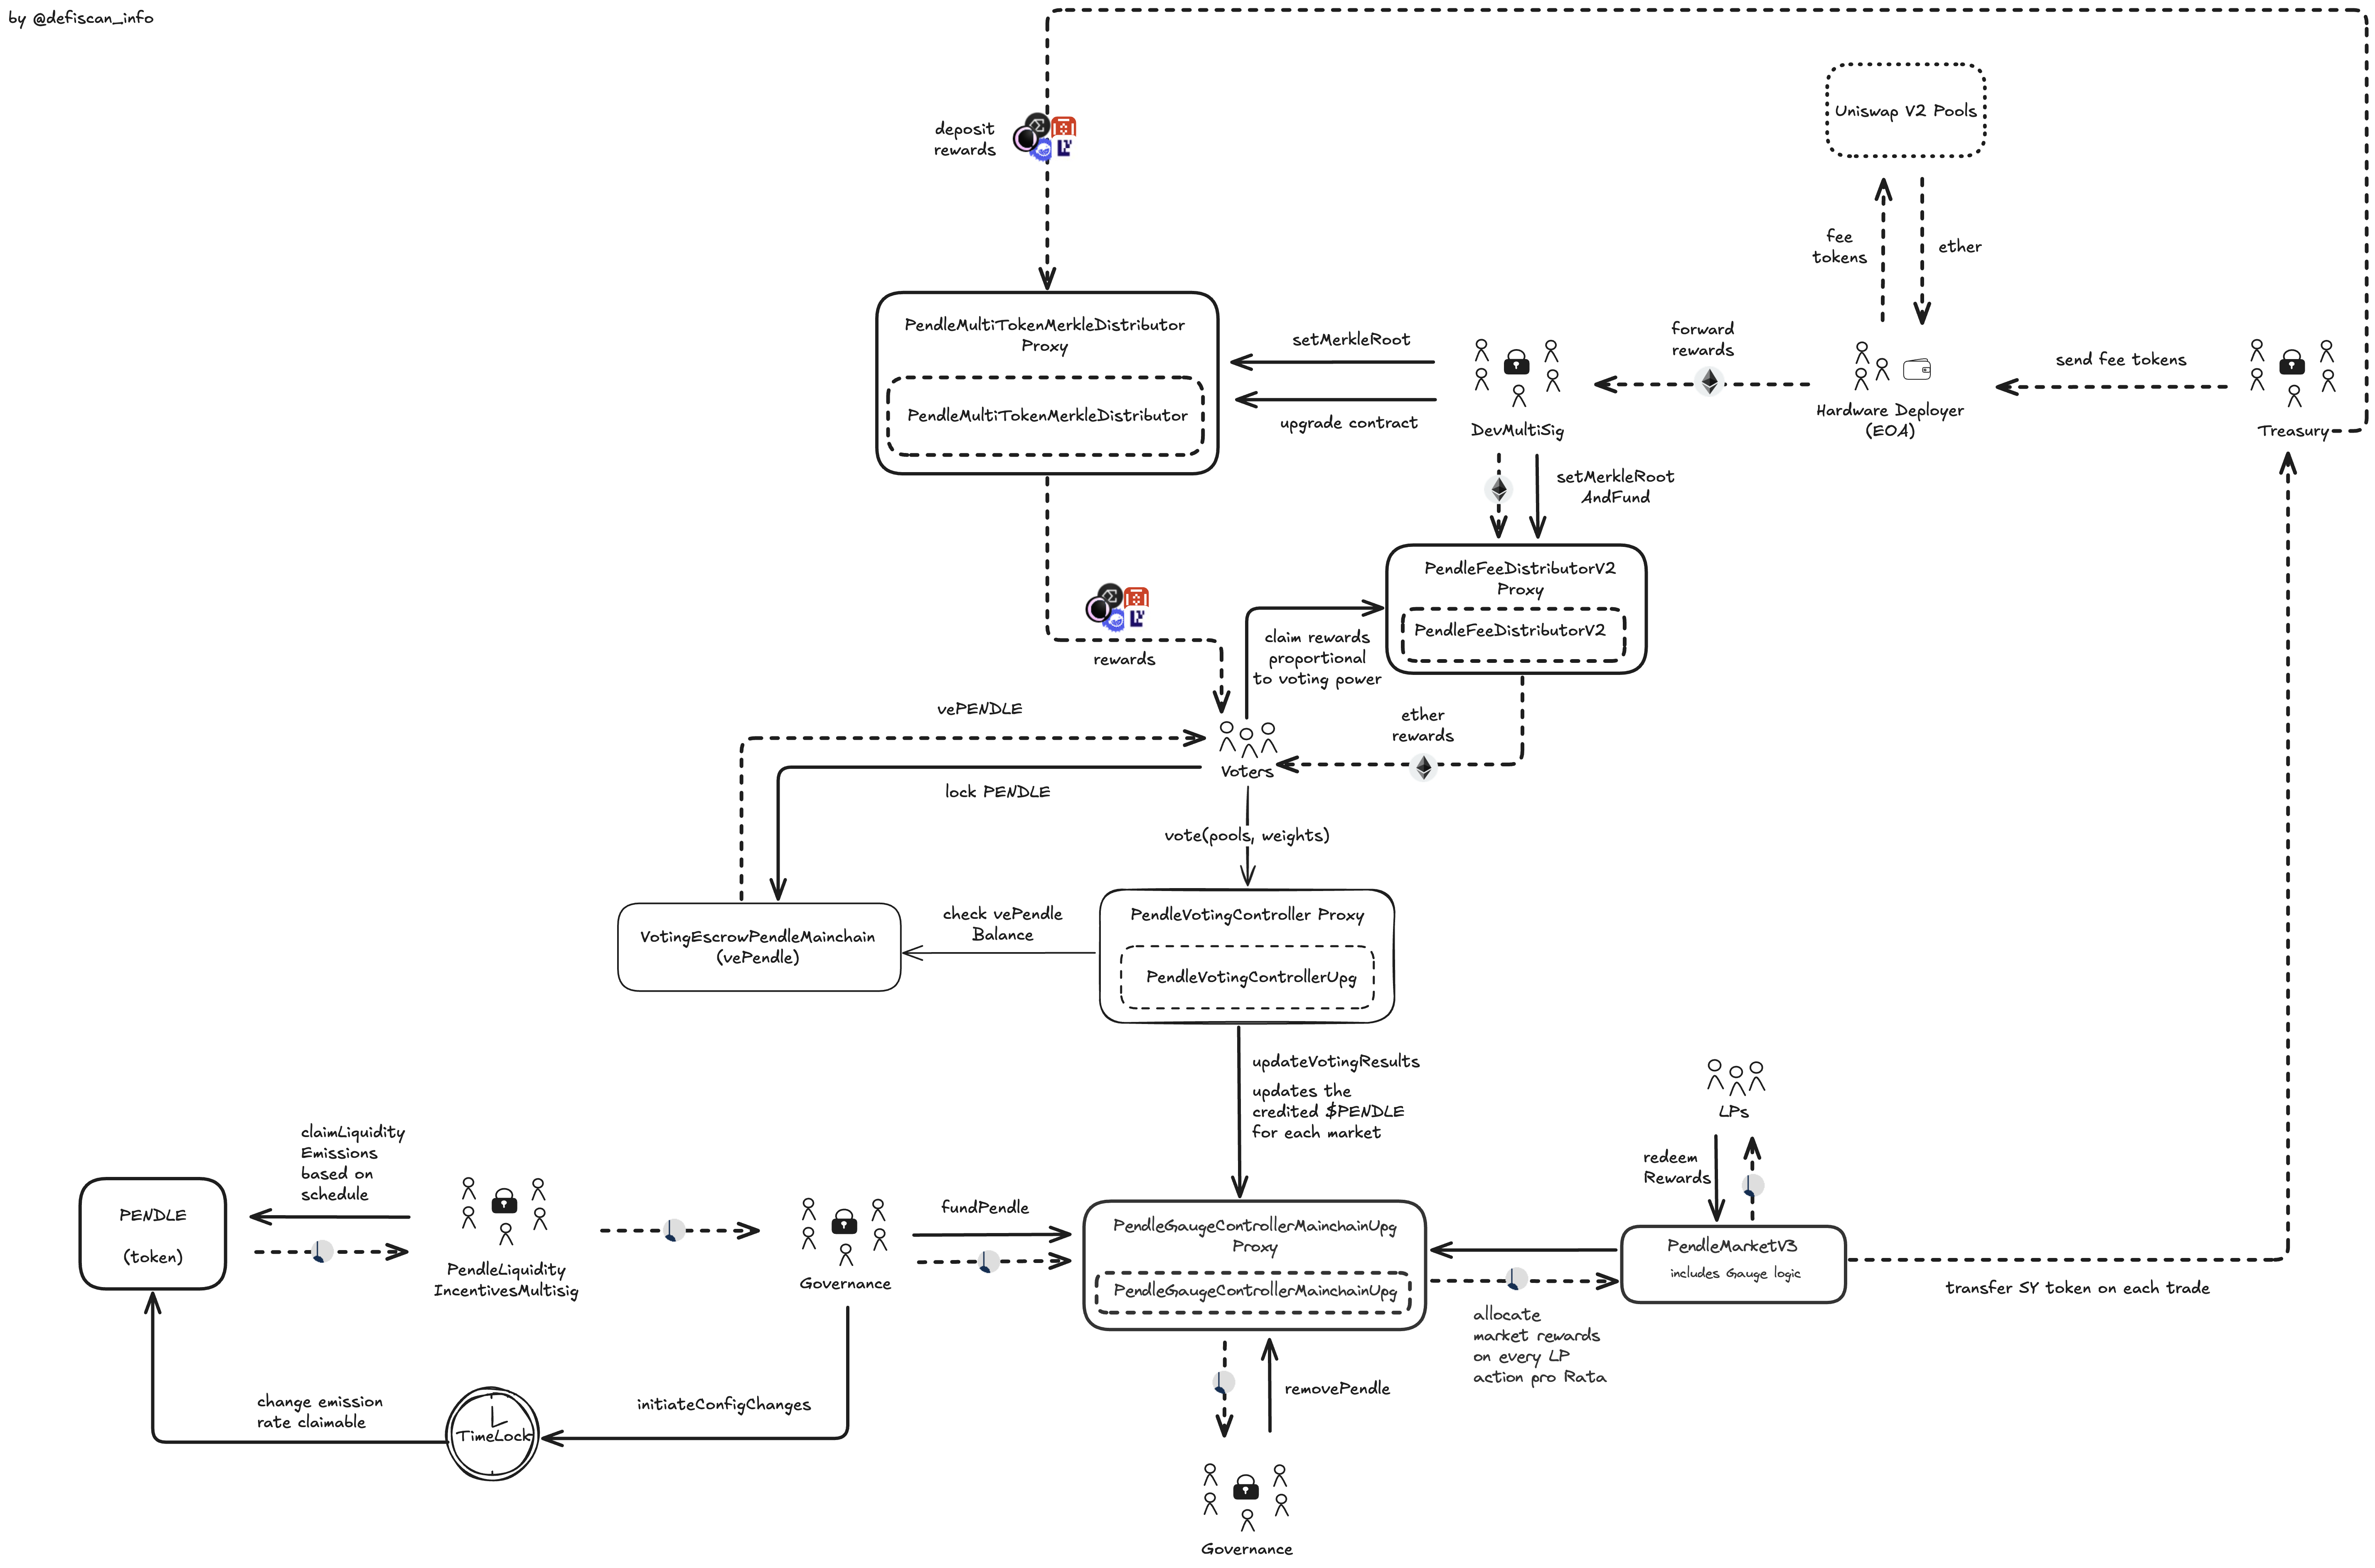 by @defiscan_info
Uniswap V2 Pools
deposit
rewards
fee
tokens
ether
PendleMultiTokenMerkleDistributor
Proxy
PendleMultiTokenMerkleDistributor
setMerkleRoot
upgrade contract
DevMultiSig
forward
rewards
Hardware Deployer
(EOA)
send fee tokens
Treasury
setMerkleRoot
AndFund
PendleFeeDistributorV2
Proxy
PendleFeeDistributorV2
rewards
claim rewards
proportional
to voting power
vePENDLE
ether
rewards
Voters
lock PENDLE
vote(pools, weights)
VotingEscrowPendleMainchain
(vePendle)
check vePendle
Balance
PendleVotingController Proxy
PendleVotingControllerUpg
updateVotingResults
updates the
credited $PENDLE
for each market
LPs
redeem
Rewards
claimLiquidity
Emissions
based on
schedule
PENDLE
(token)
PendleLiquidity
IncentivesMultisig
Governance
fundPendle
PendleGaugeControllerMainchainUpg
Proxy
PendleGaugeControllerMainchainUpg
PendleMarketV3
includes Gauge logic
transfer SY token on each trade
allocate
market rewards
on every LP
action pro Rata
change emission
rate claimable
TimeLock
initiateConfigChanges
removePendle
Governance